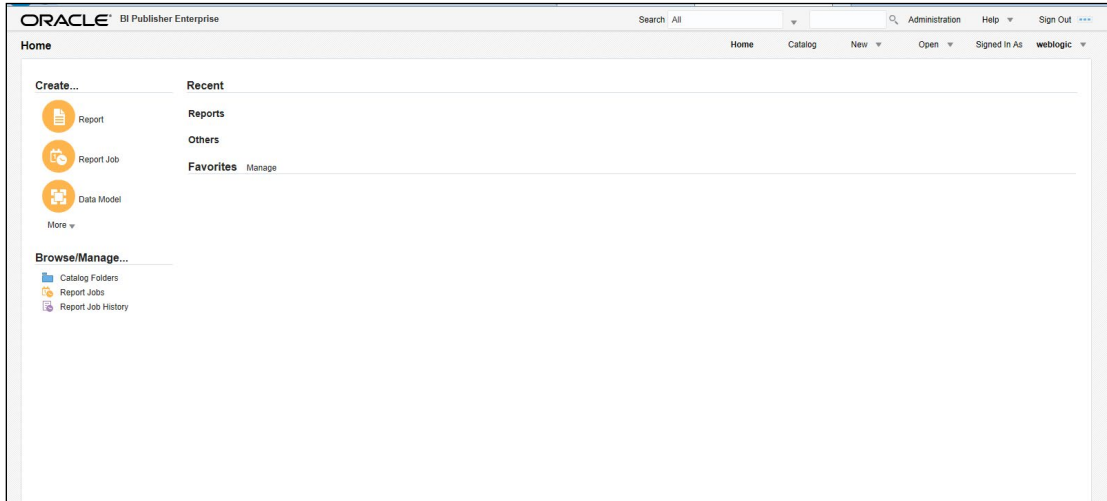 ORACLE® BI Publisher Enterprise
Search All
Administration Help Sign Out
Home
Home Catalog New Open Signed In As weblogic
Create...
Report
Report Job
Data Model
More
Browse/Manage...
Catalog Folders
Report Jobs
Report Job History
Recent
Reports
Others
Favorites Manage